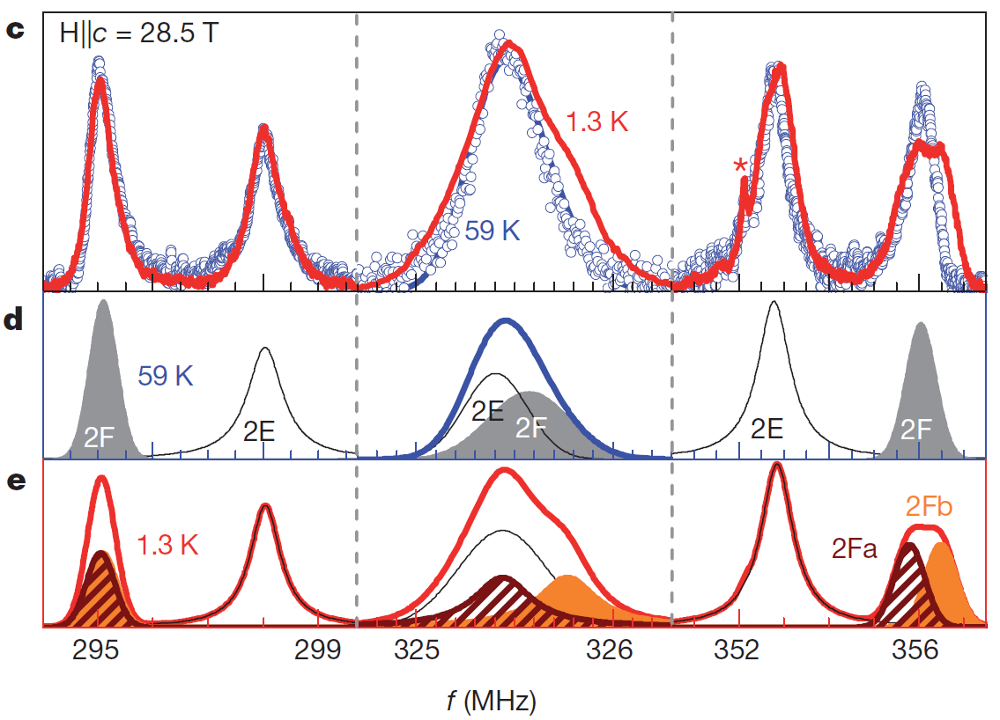 c
H||c = 28.5 T
1.3 K
*
59 K
d
59 K
2F
2E
2E
2F
2E
2F
e
1.3 K
2Fa
2Fb
295
299
325
326
352
356
f (MHz)